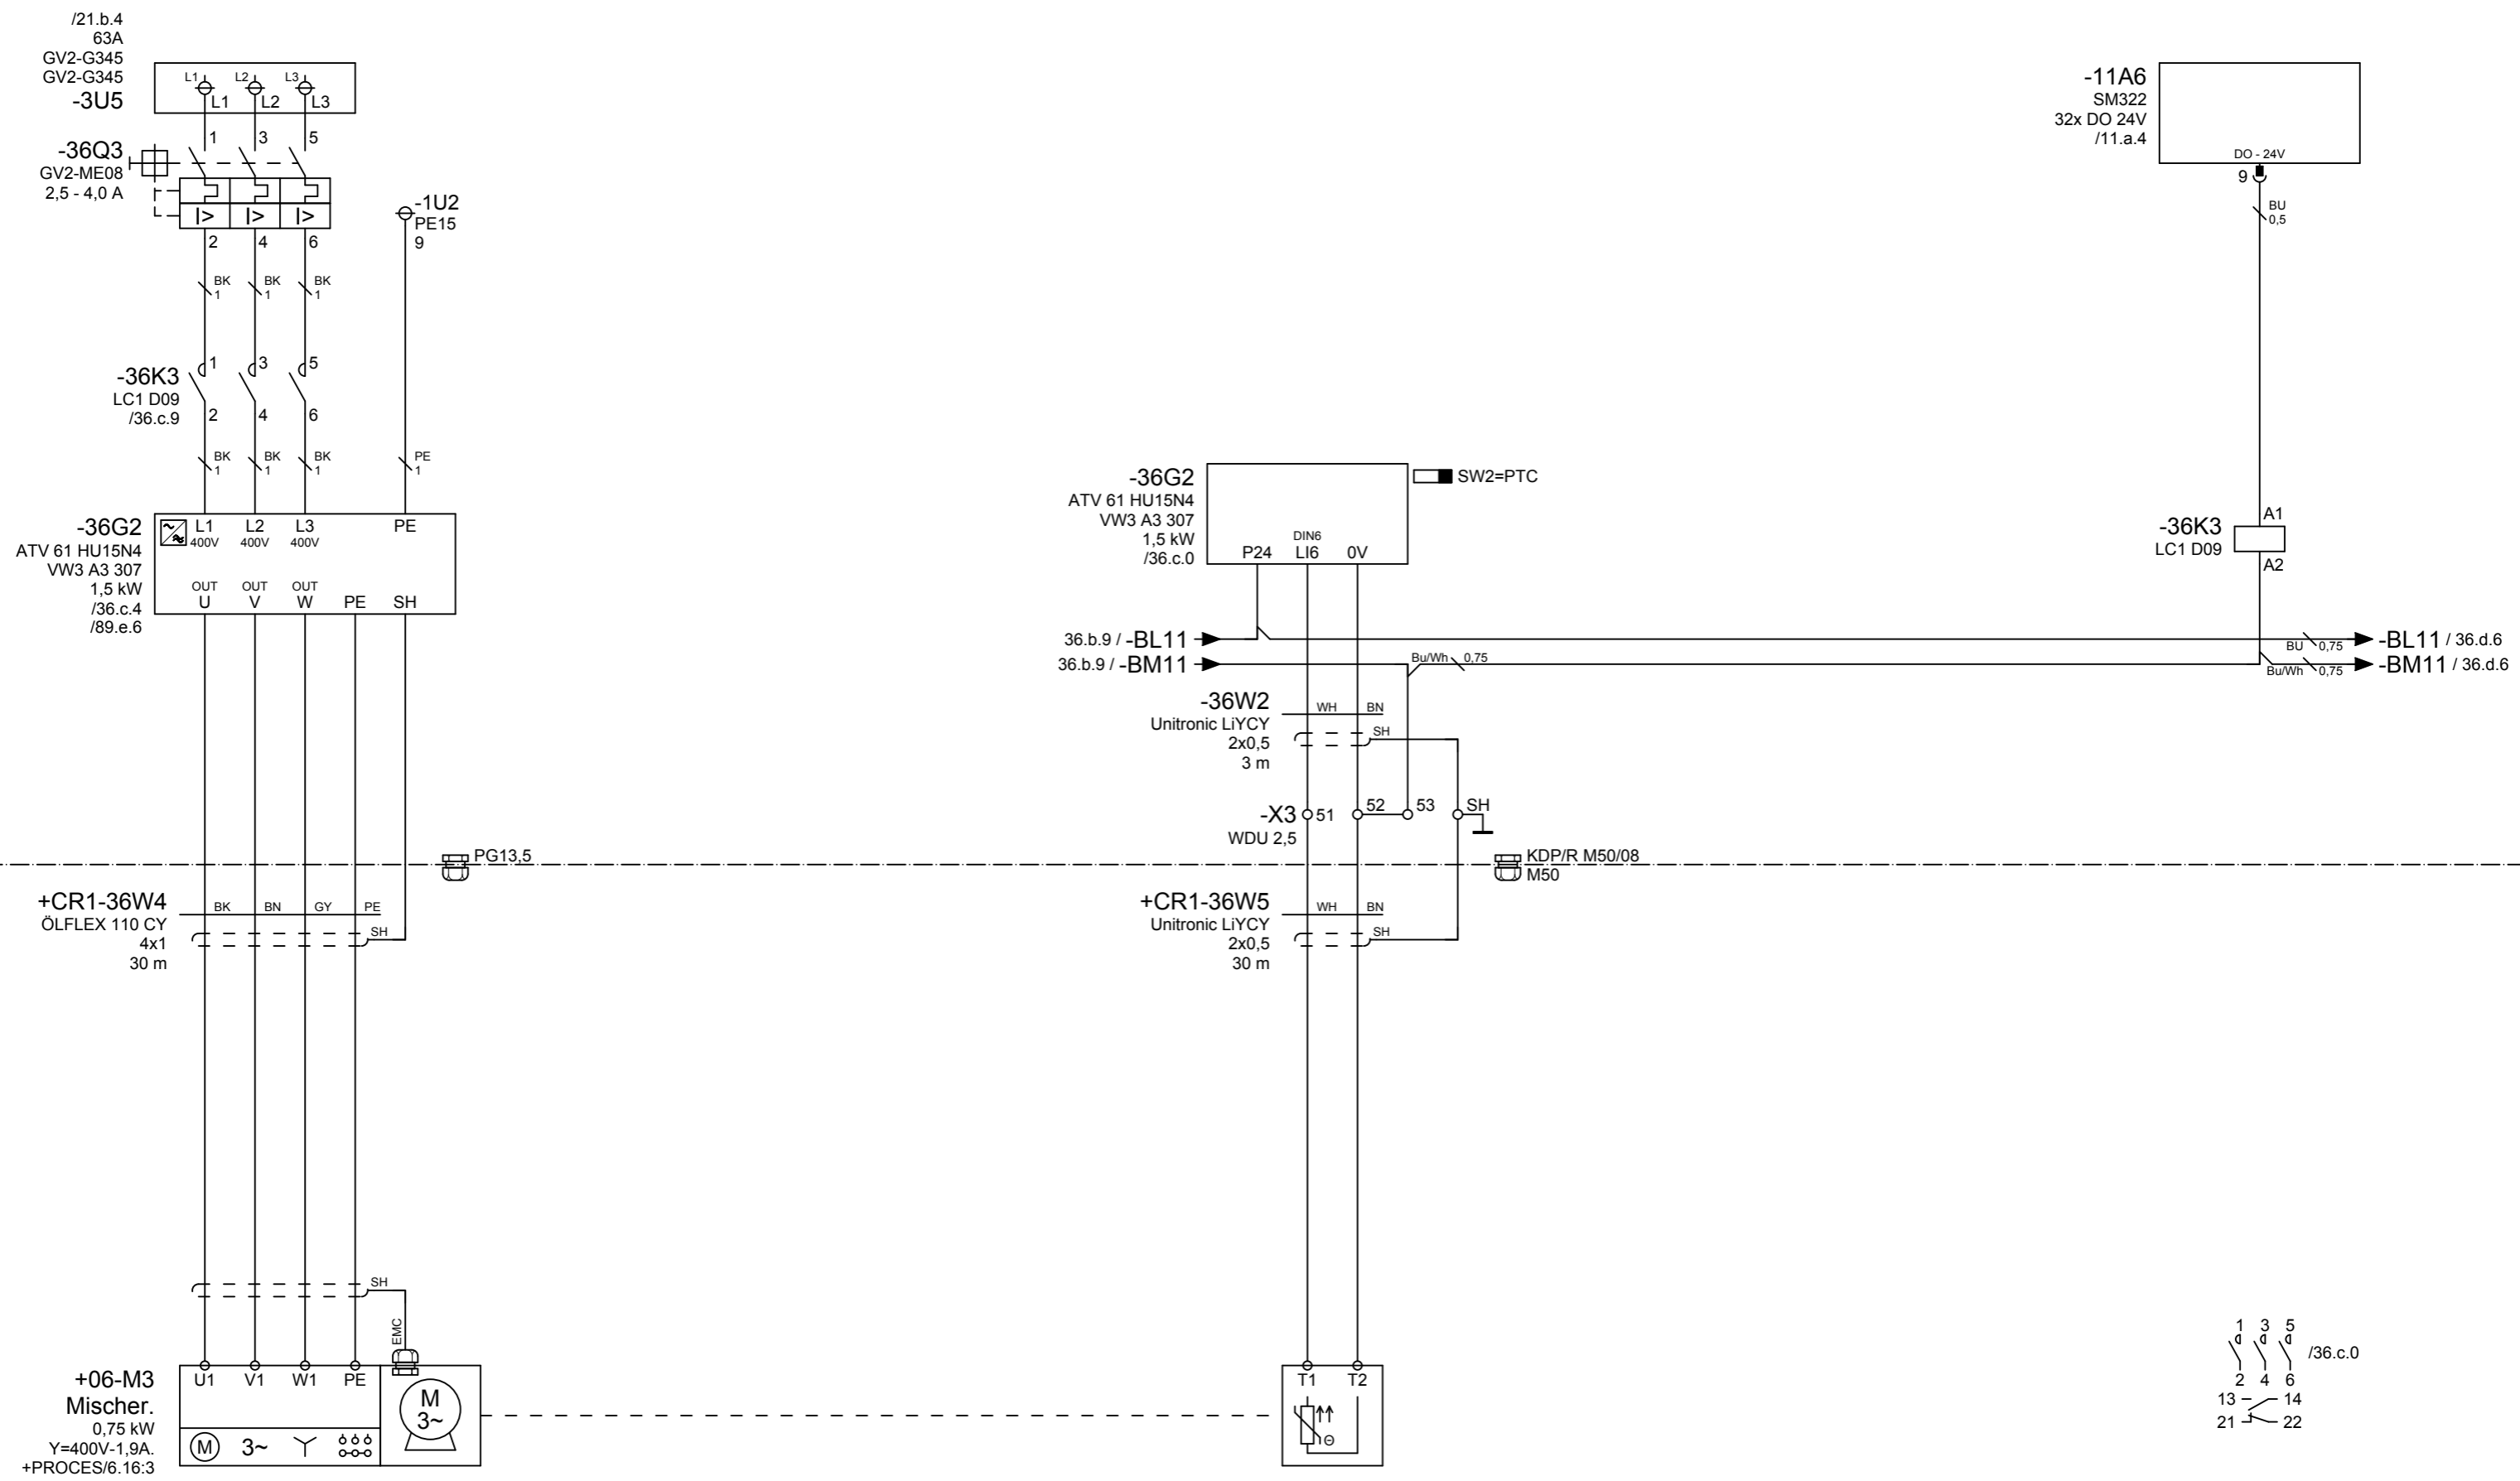 /21.b.4
63A
GV2-G345
GV2-G345
-3U5
L1 L2 L3
L1 L2 L3
1 3 5
-36Q3
GV2-ME08
2,5 - 4,0 A
I> I> I>
2 4 6
-1U2
PE15
9
BK BK BK
1 1 1
1 3 5
-36K3
LC1 D09
/36.c.9
2 4 6
BK BK BK PE
1 1 1 1
-36G2
ATV 61 HU15N4
VW3 A3 307
1,5 kW
/36.c.4
/89.e.6
L1 L2 L3 PE
400V 400V 400V
OUT OUT OUT
U V W PE SH
PG13,5
+CR1-36W4
ÖLFLEX 110 CY
4x1
30 m
BK BN GY PE
SH
SH
EMC
+06-M3
Mischer.
0,75 kW
Y=400V-1,9A.
+PROCES/6.16:3
U1 V1 W1 PE
M
3~
M 3~
-36G2
ATV 61 HU15N4
VW3 A3 307
1,5 kW
/36.c.0
SW2=PTC
DIN6
P24 LI6 0V
36.b.9 / -BL11
36.b.9 / -BM11
Bu/Wh 0,75
-36W2
Unitronic LiYCY
2x0,5
3 m
WH BN
SH
-X3
WDU 2,5
51 52 53 SH
KDP/R M50/08
M50
+CR1-36W5
Unitronic LiYCY
2x0,5
30 m
WH BN
SH
T1 T2
Θ
-11A6
SM322
32x DO 24V
/11.a.4
DO - 24V
9
BU
0,5
-36K3
LC1 D09
A1
A2
BU 0,75
-BL11 / 36.d.6
Bu/Wh 0,75
-BM11 / 36.d.6
1 3 5
/36.c.0
2 4 6
13 14
21 22